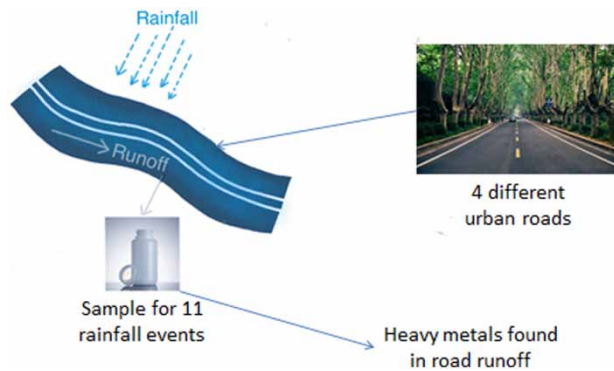 Rainfall
Runoff
4 different
urban roads
Sample for 11
rainfall events
Heavy metals found
in road runoff